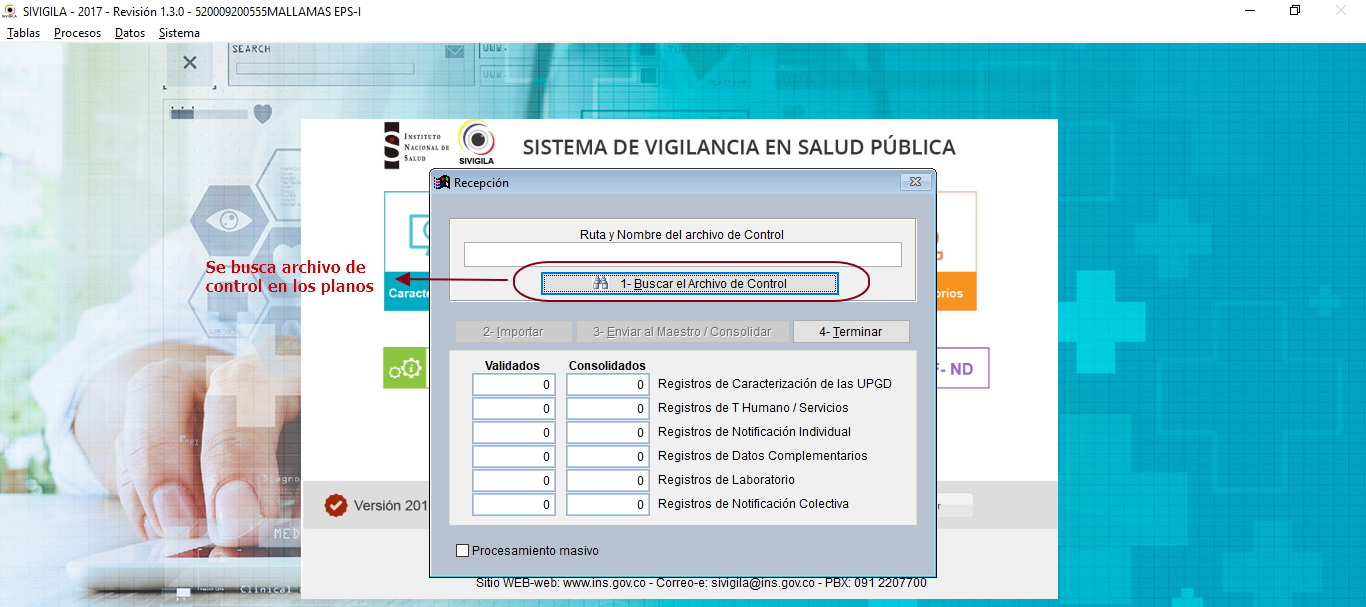 SIVIGILA - 2017 - Revisión 1.3.0 - 520009200555MALLAMAS EPS-I
Tablas Procesos Datos Sistema
SEARCH
INSTITUTO
NACIONAL DE
SALUD
SIVIGILA
SISTEMA DE VIGILANCIA EN SALUD PÚBLICA
Recepción
Ruta y Nombre del archivo de Control
Se busca archivo de
control en los planos
1- Buscar el Archivo de Control
Caracte
orios
2- Importar
3- Enviar al Maestro / Consolidar
4- Terminar
Validados Consolidados
0 0 Registros de Caracterización de las UPGD
0 0 Registros de T Humano / Servicios
0 0 Registros de Notificación Individual
0 0 Registros de Datos Complementarios
0 0 Registros de Laboratorio
0 0 Registros de Notificación Colectiva
F- ND
Versión 201
r
MED
Procesamiento masivo
Clinical
Sitio WEB-web: www.ins.gov.co - Correo-e: sivigila@ins.gov.co - PBX: 091 2207700